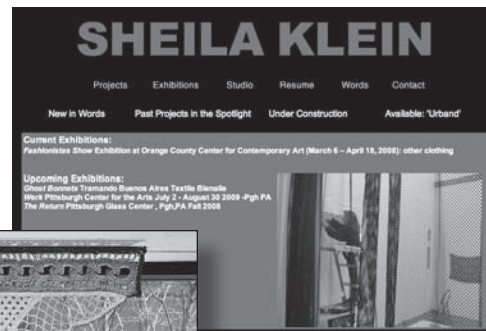 SHEILA KLEIN
Projects Exhibitions Studio Resume Words Contact
New in Words Past Projects in the Spotlight Under Construction Available: 'Urband'
Current Exhibitions:
Fashionistas Show Exhibition at Orange County Center for Contemporary Art (March 6 – April 18, 2008): other clothing
Upcoming Exhibitions:
Ghost Bonnets Tramando Buenos Aires Textile Bienalle
Werk Pittsburgh Center for the Arts July 2 - August 30 2009 -Pgh PA
The Return Pittsburgh Glass Center , Pgh,PA Fall 2008